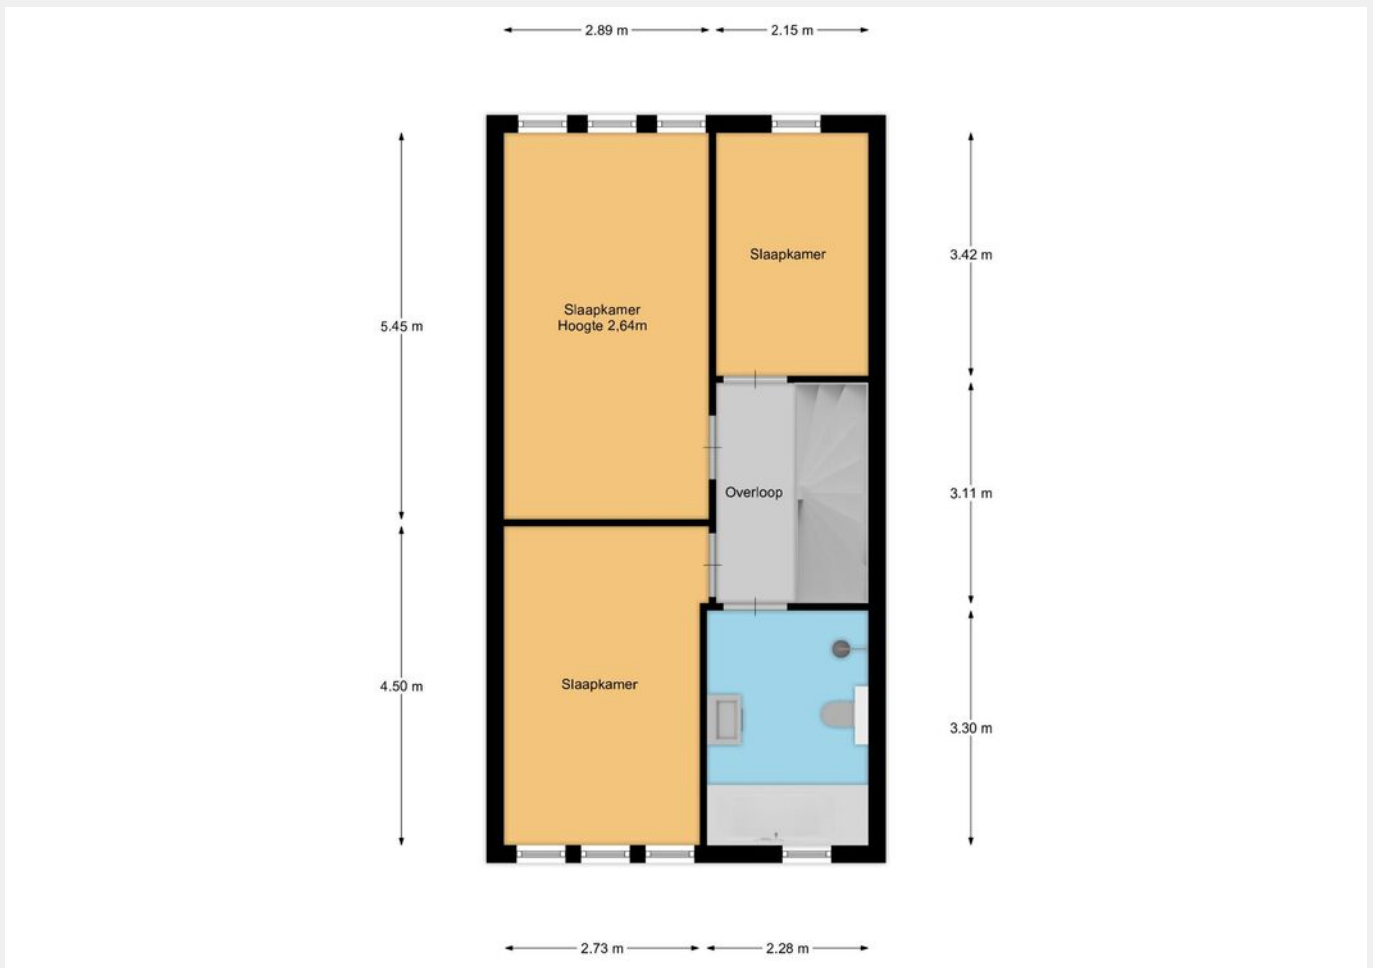 2.89 m
2.15 m
Slaapkamer
3.42 m
Slaapkamer
Hoogte 2,64m
5.45 m
Overloop
3.11 m
Slaapkamer
4.50 m
3.30 m
2.73 m
2.28 m